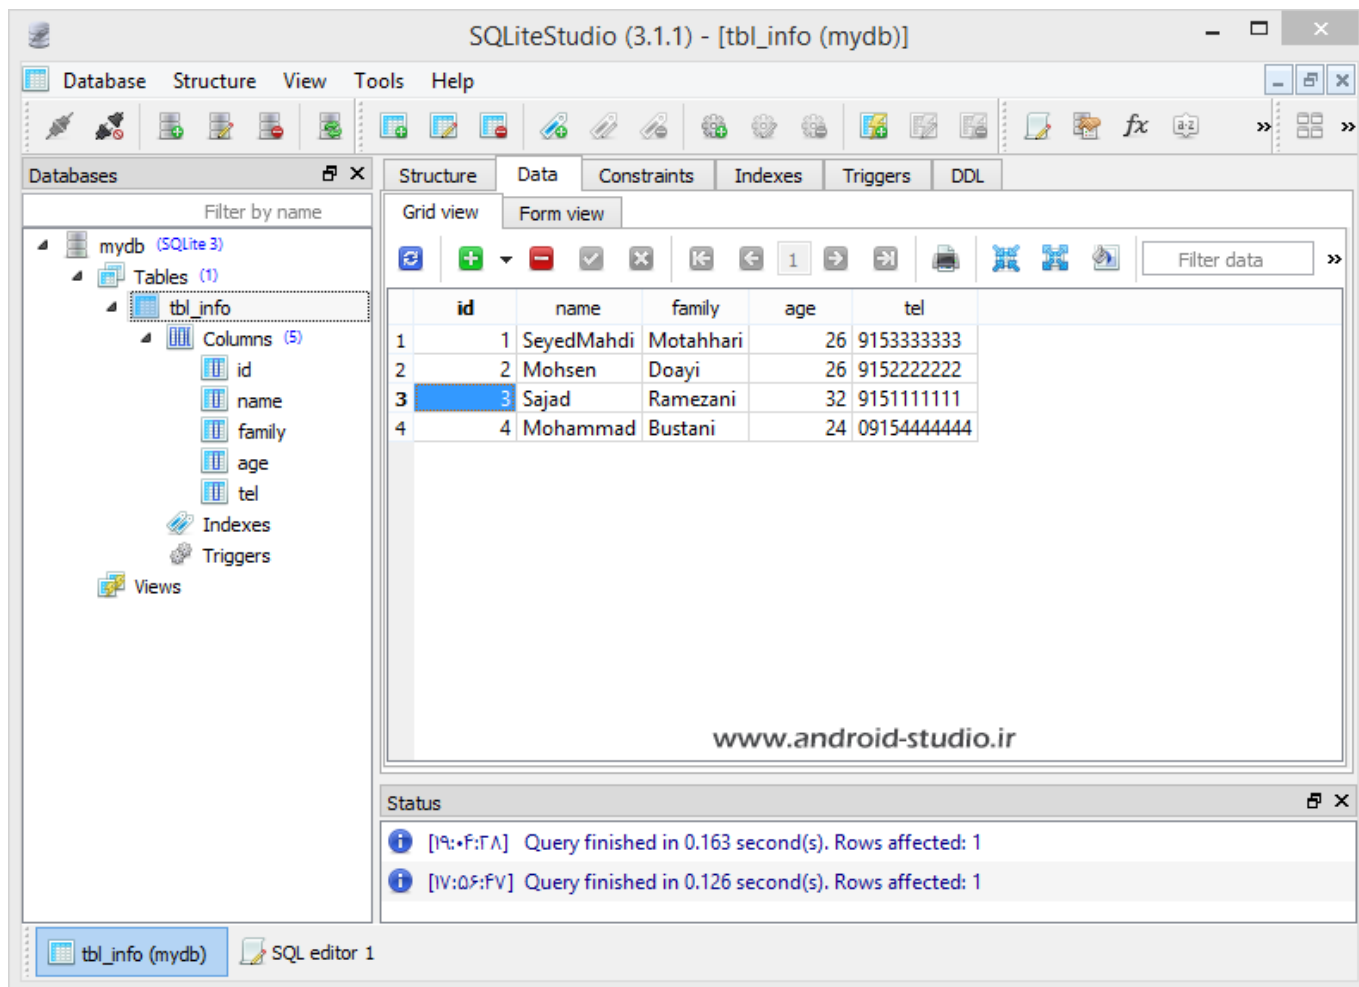 SQLiteStudio (3.1.1) - [tbl_info (mydb)]
Database Structure View Tools Help
fx a·z » »
Databases
Filter by name
mydb (SQLite 3)
Tables (1)
tbl_info
Columns (5)
id
name
family
age
tel
Indexes
Triggers
Views
Structure Data Constraints Indexes Triggers DDL
Grid view Form view
1 Filter data »
id name family age tel
1 1 SeyedMahdi Motahhari 26 9153333333
2 2 Mohsen Doayi 26 9152222222
3 3 Sajad Ramezani 32 9151111111
4 4 Mohammad Bustani 24 09154444444
www.android-studio.ir
Status
[۱۹:۰۴:۳۸] Query finished in 0.163 second(s). Rows affected: 1
[۱۷:۵۶:۴۷] Query finished in 0.126 second(s). Rows affected: 1
tbl_info (mydb) SQL editor 1